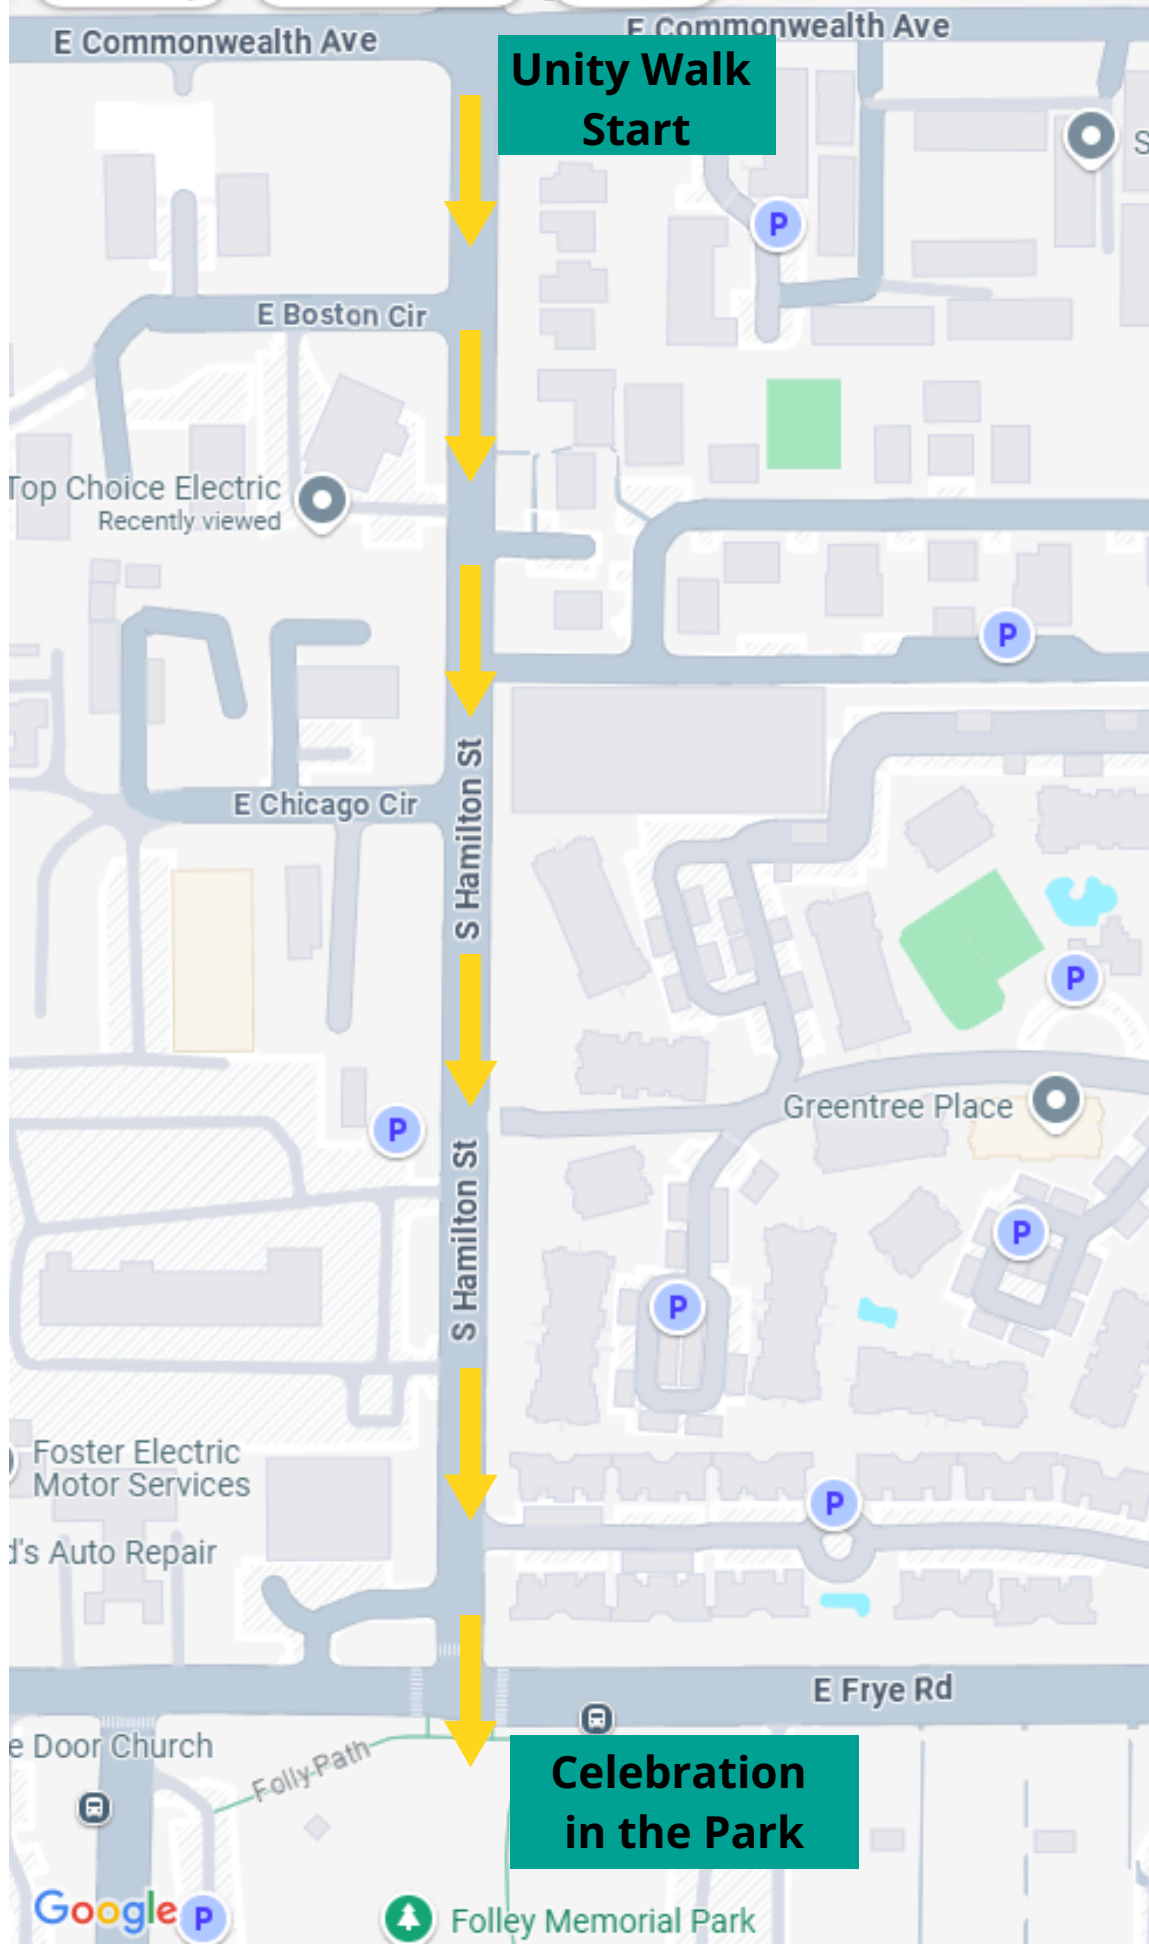 E Commonwealth Ave
E Commonwealth Ave
Unity Walk
Start
P
E Boston Cir
Top Choice Electric
Recently viewed
P
S Hamilton St
E Chicago Cir
P
Greentree Place
P
S Hamilton St
P
P
Foster Electric
Motor Services
P
d's Auto Repair
E Frye Rd
e Door Church
Folly Path
Celebration
in the Park
Google
P
Folley Memorial Park